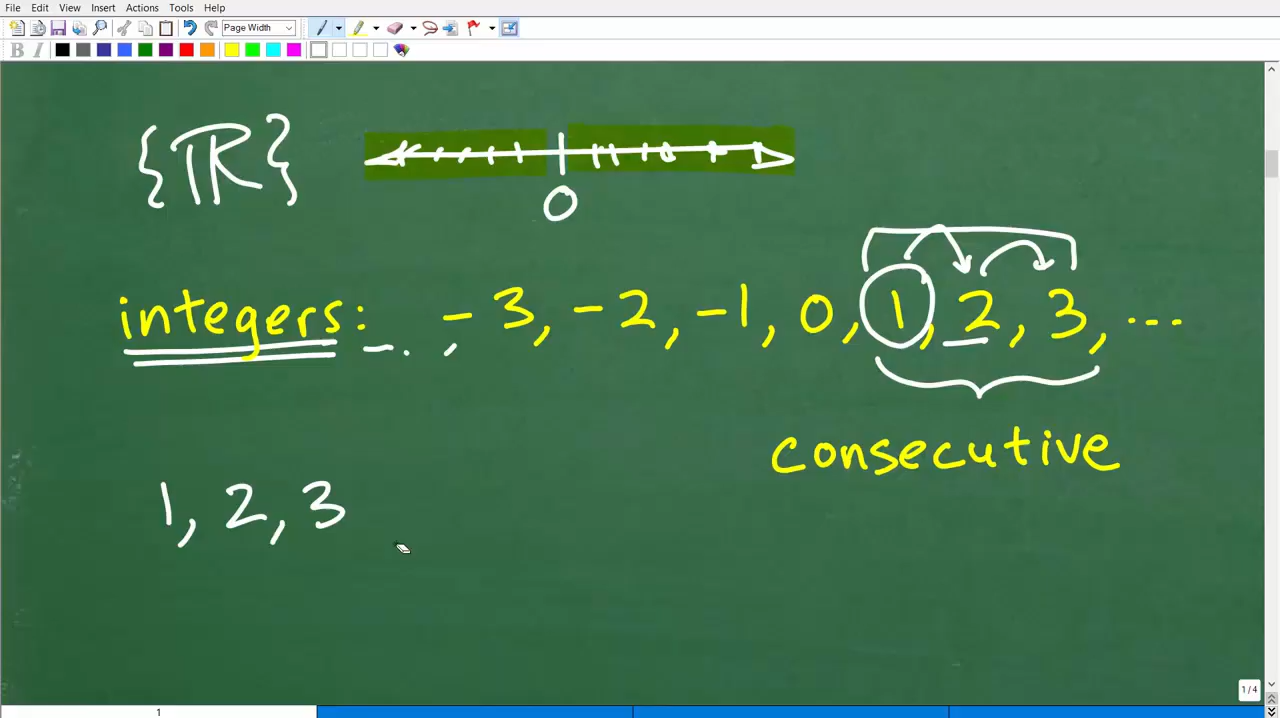 File Edit View Insert Actions Tools Help
Page Width
B I
{ℝ}
0
integers: ... , -3, -2, -1, 0, 1, 2, 3, ...
consecutive
1, 2, 3
1/4
1